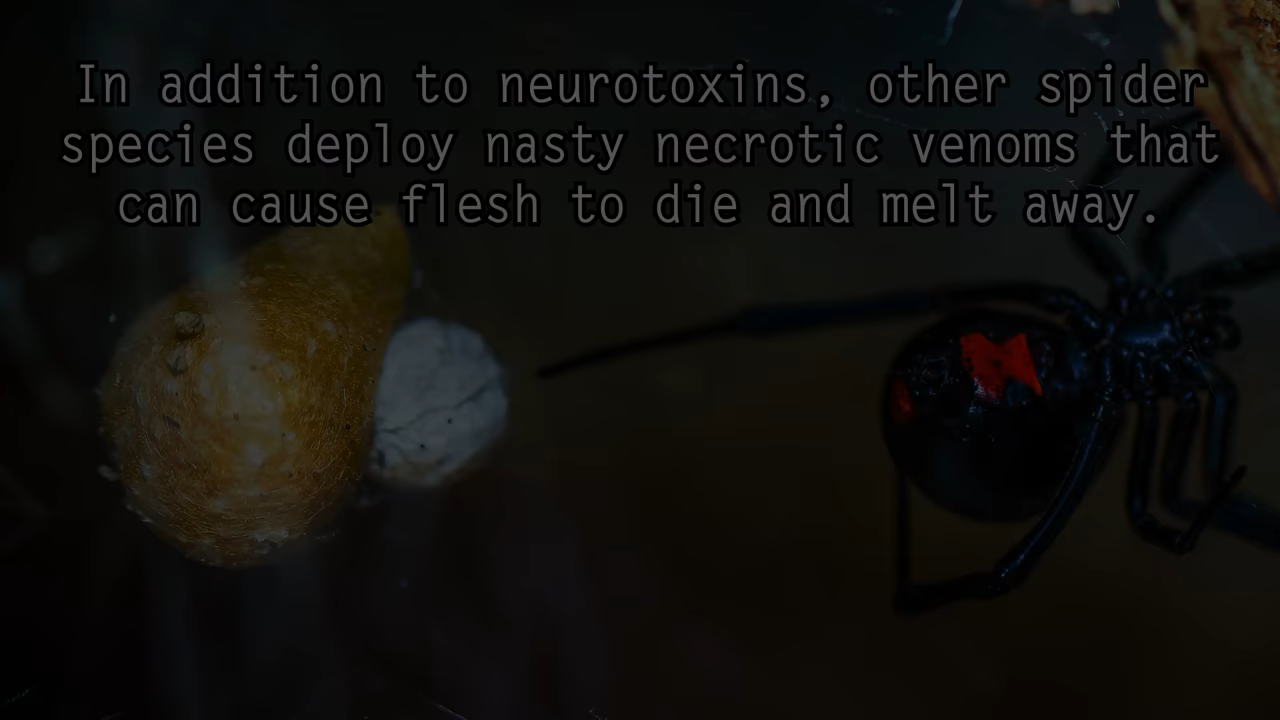 In addition to neurotoxins, other spider
species deploy nasty necrotic venoms that
can cause flesh to die and melt away.